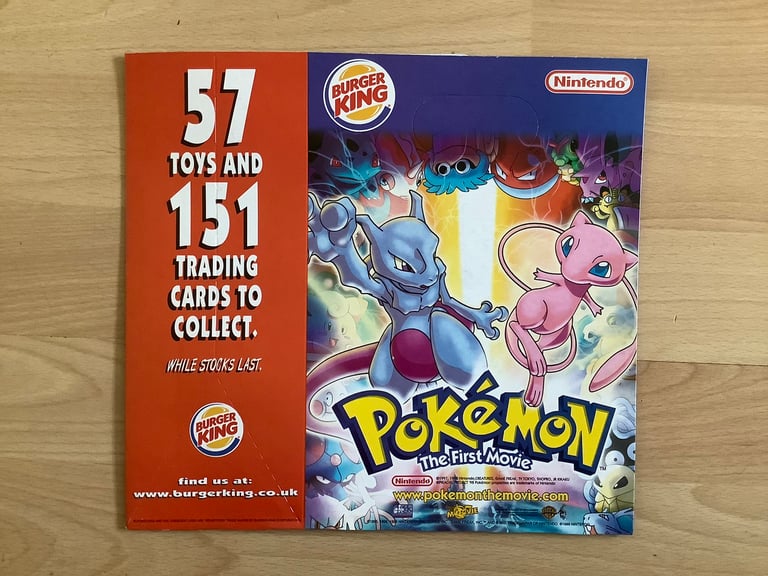 57
TOYS AND
151
TRADING
CARDS TO
COLLECT.
WHILE STOCKS LAST.
BURGER
KING
find us at:
www.burgerking.co.uk
BURGER
KING
Nintendo
POKéMON
The First Movie
TM
Nintendo
www.pokemonthemovie.com